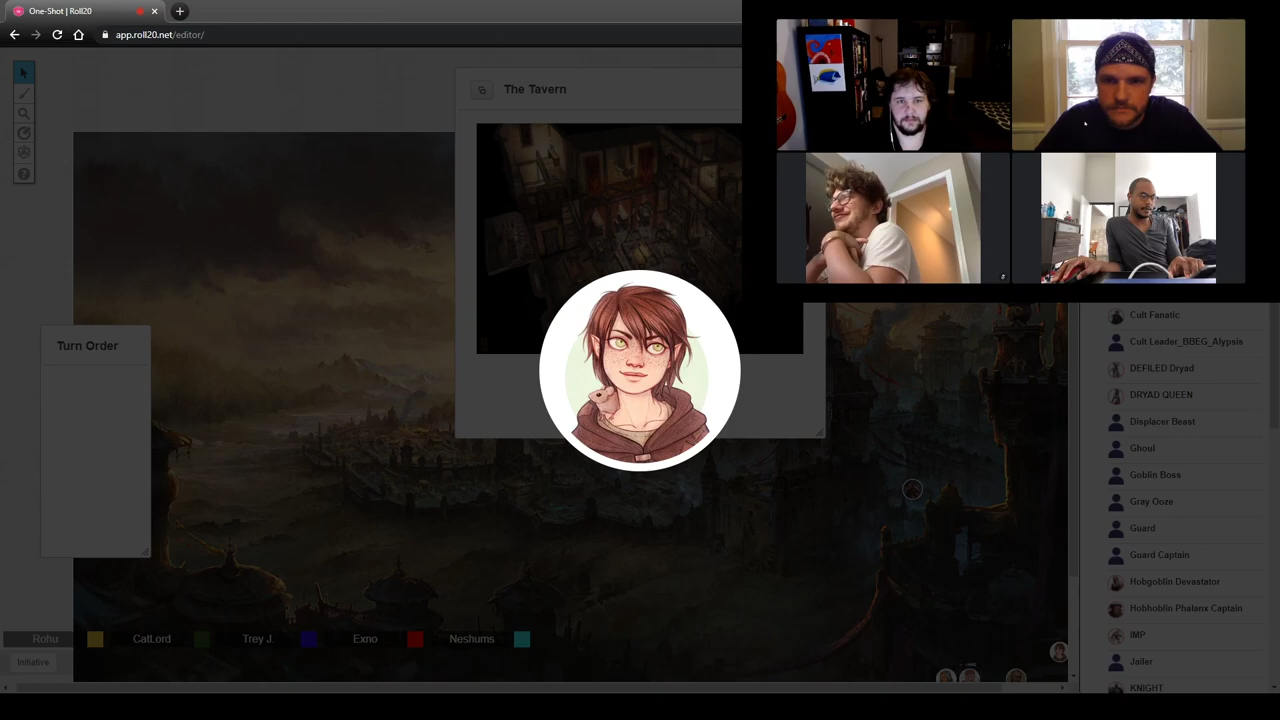 One-Shot | Roll20
app.roll20.net/editor/
The Tavern
Turn Order
Cult Fanatic
Cult Leader_BBEG_Alypsis
DEFILED Dryad
DRYAD QUEEN
Displacer Beast
Ghoul
Goblin Boss
Gray Ooze
Guard
Guard Captain
Hobgoblin Devastator
Hobhoblin Phalanx Captain
IMP
Jailer
KNIGHT
Rohu
CatLord
Trey J.
Exno
Neshums
Initiative